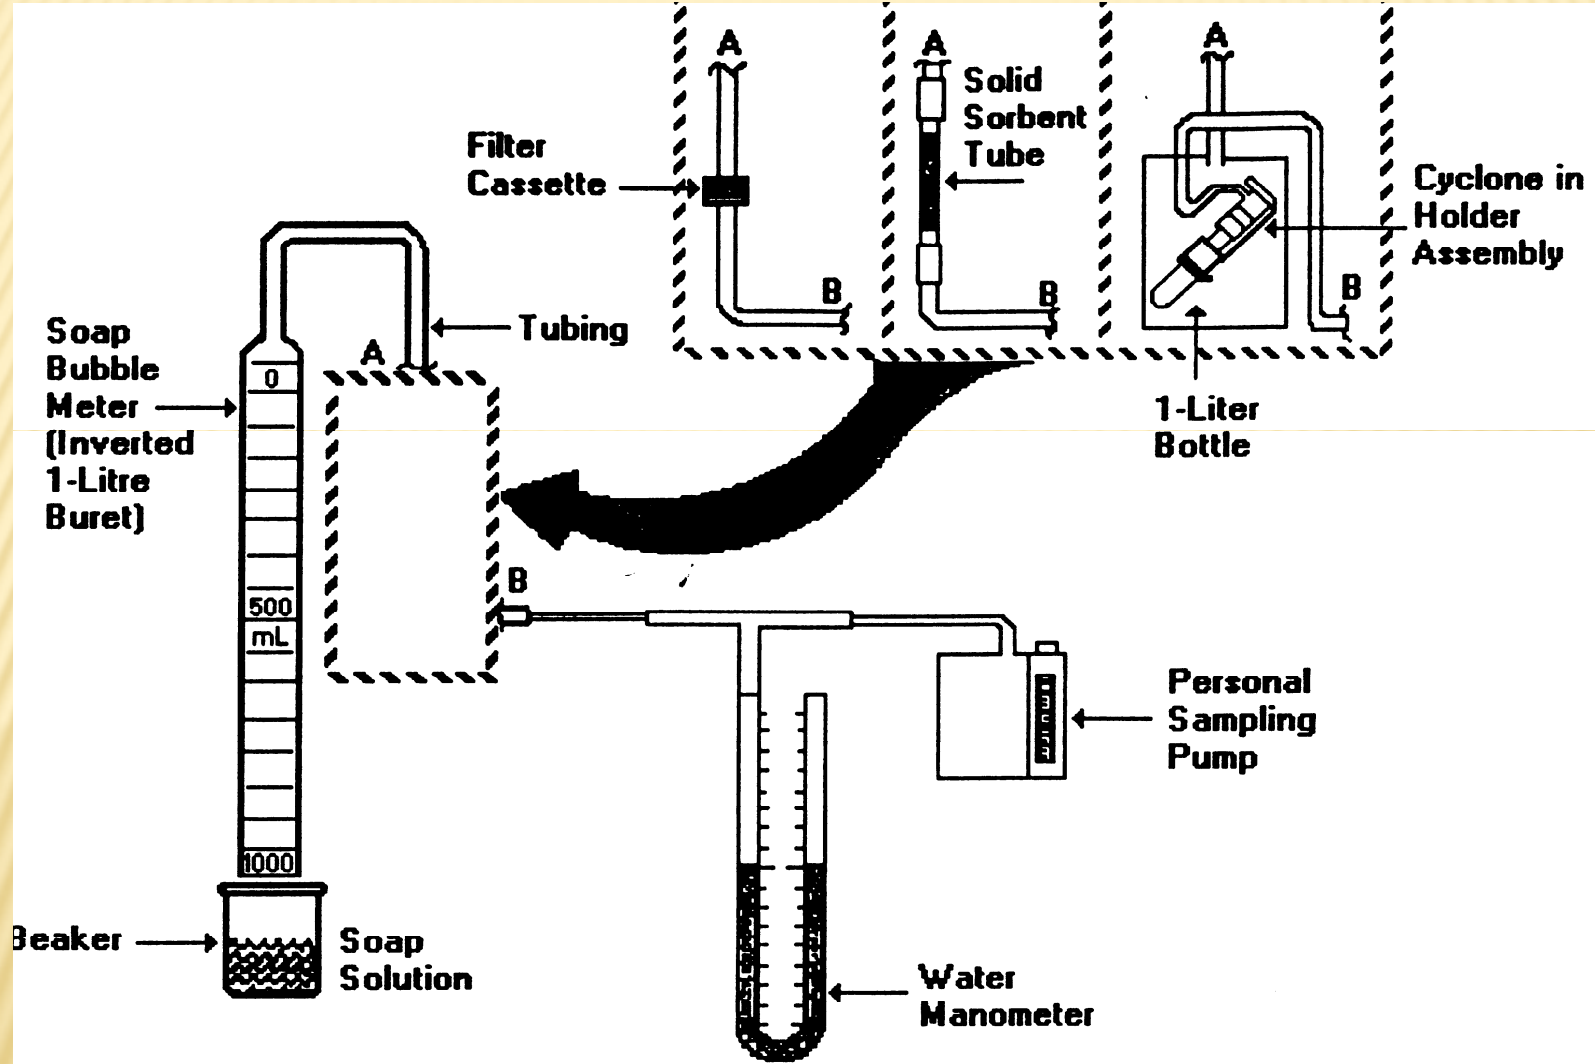 A
A
Solid
Sorbent
Tube
A
Filter
Cassette
Cyclone in
Holder
Assembly
B
B
B
1-Liter
Bottle
Soap
Bubble
Meter
(Inverted
1-Litre
Buret)
Tubing
A
0
500
mL
1000
B
Personal
Sampling
Pump
Beaker
Soap
Solution
Water
Manometer